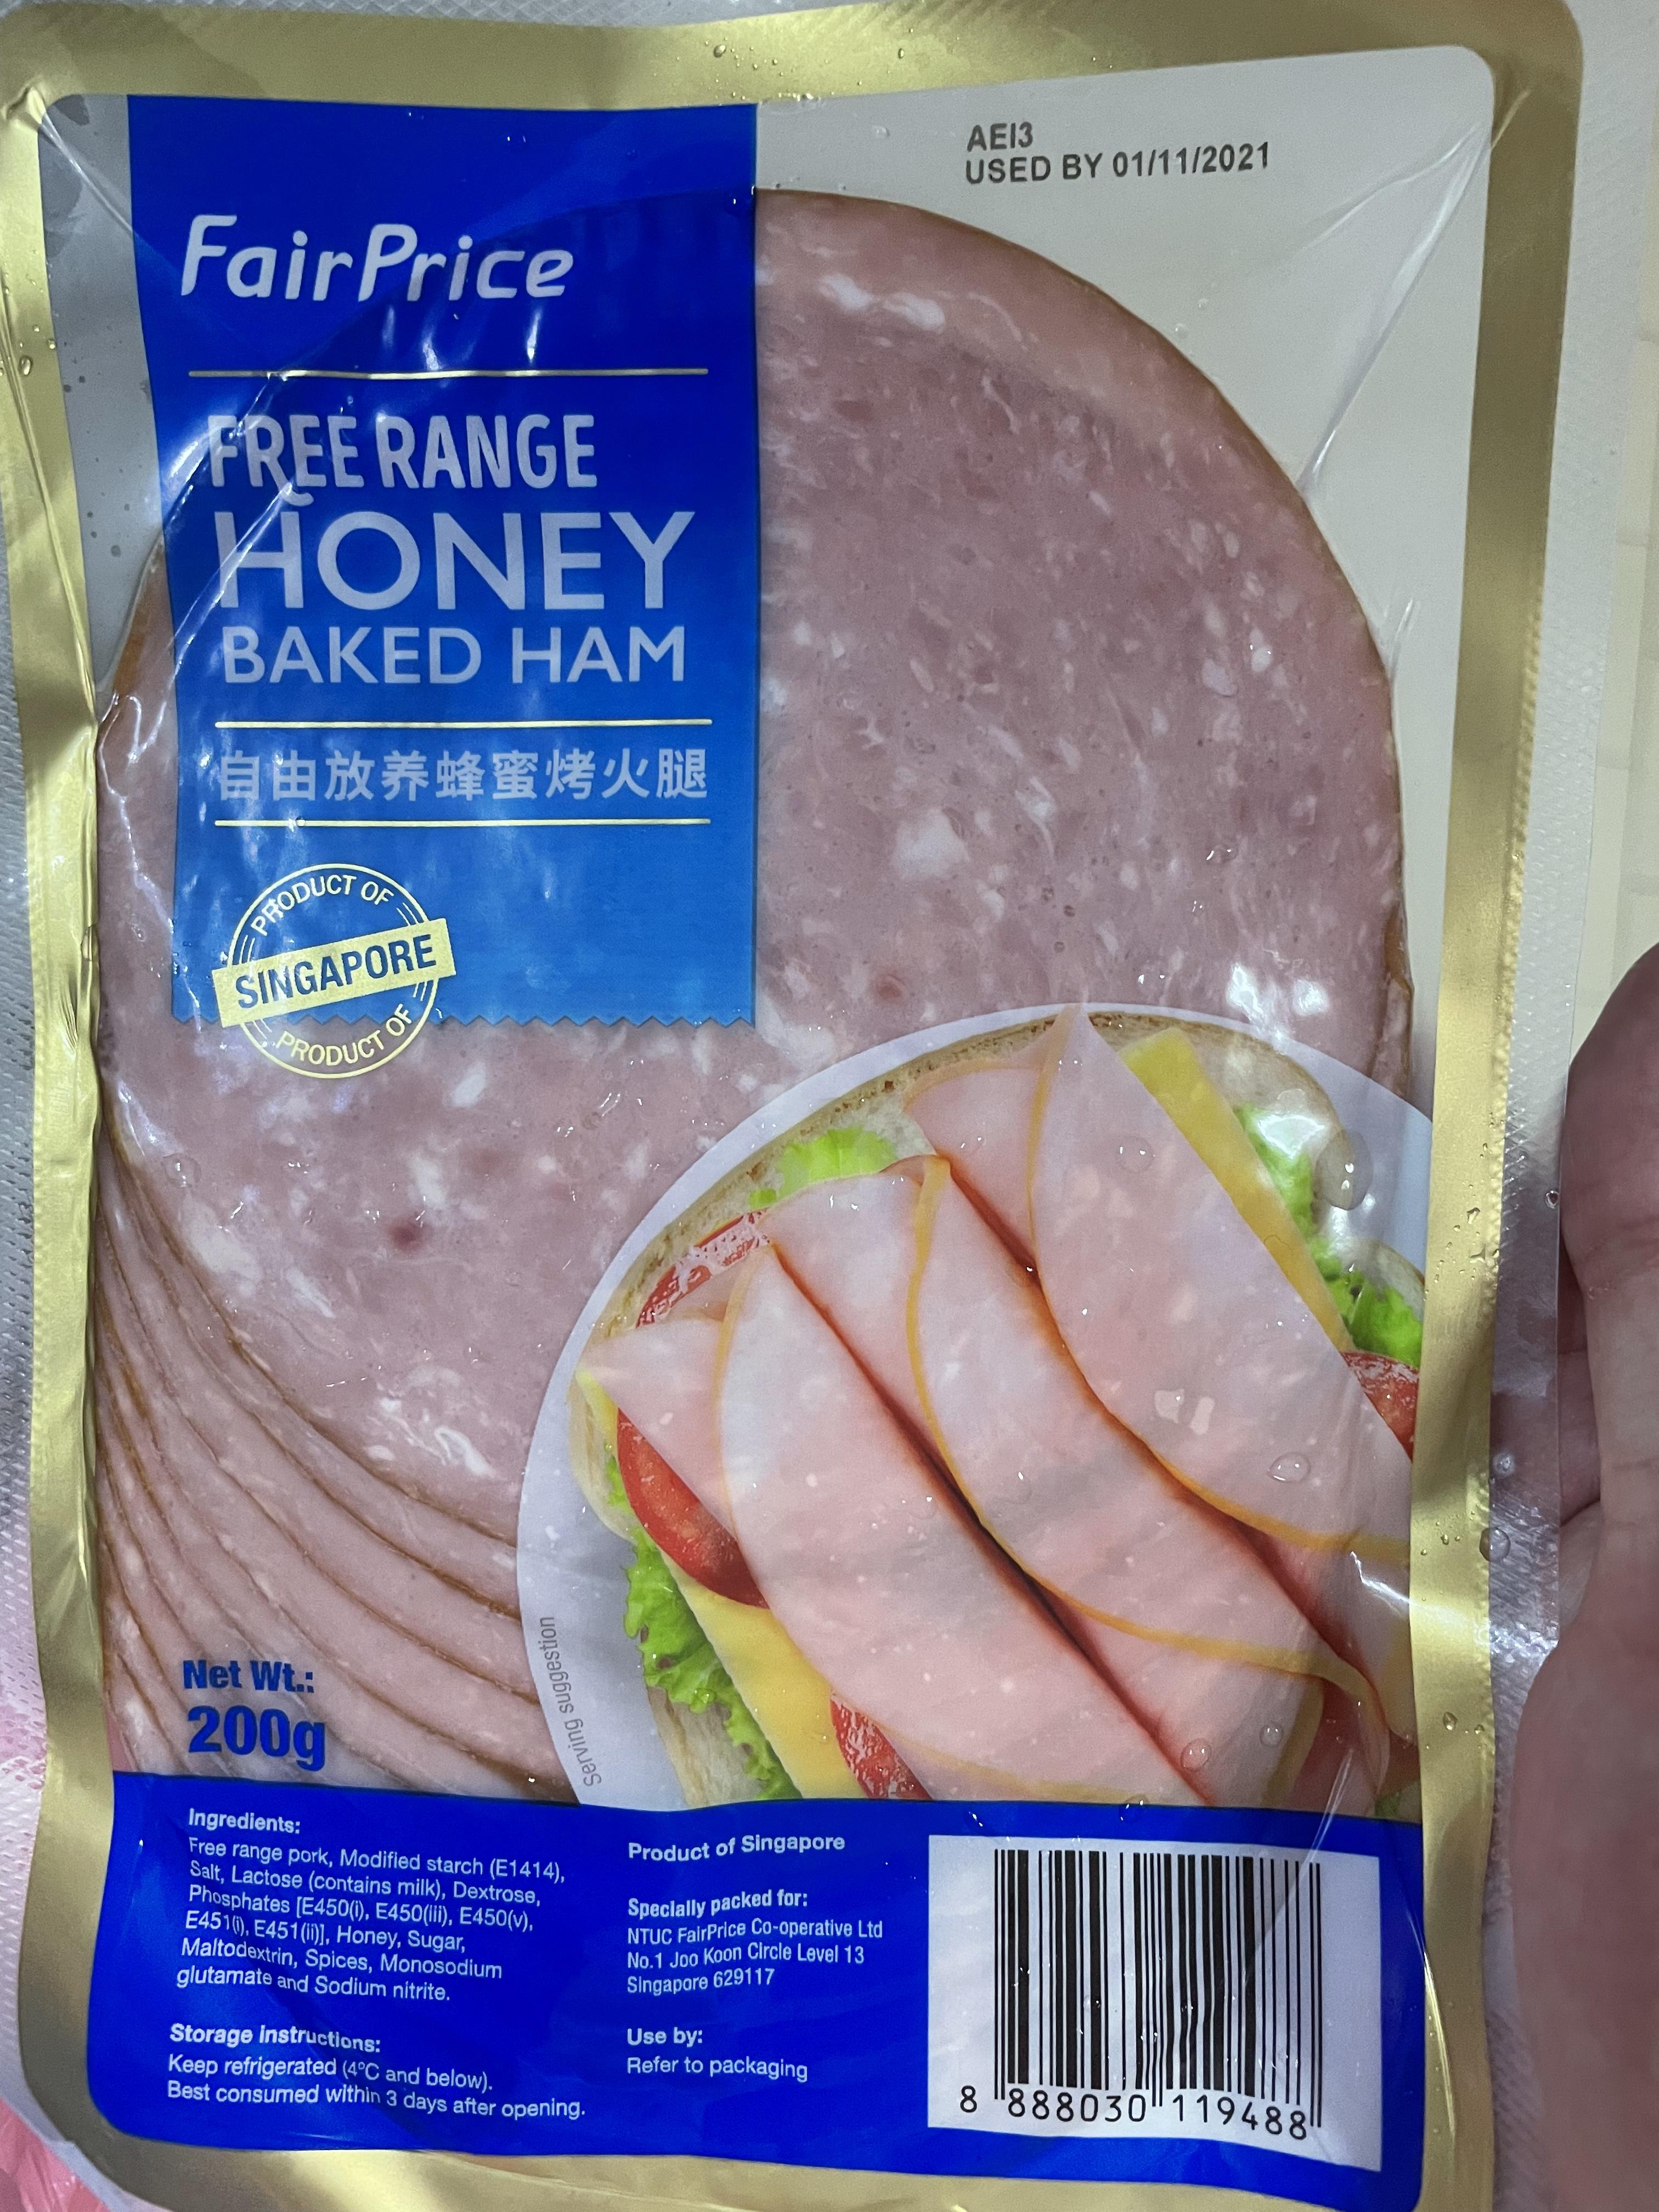 AEI3
USED BY 01/11/2021
FairPrice
FREE RANGE
HONEY
BAKED HAM
自由放养蜂蜜烤火腿
PRODUCT OF
SINGAPORE
PRODUCT OF
Serving suggestion
Net Wt.:
200g
Ingredients:
Free range pork, Modified starch (E1414),
Salt, Lactose (contains milk), Dextrose,
Phosphates [E450(i), E450(iii), E450(v),
E451(i), E451(ii)], Honey, Sugar,
Maltodextrin, Spices, Monosodium
glutamate and Sodium nitrite.
Storage instructions:
Keep refrigerated (4°C and below).
Best consumed within 3 days after opening.
Product of Singapore
Specially packed for:
NTUC FairPrice Co-operative Ltd
No.1 Joo Koon Circle Level 13
Singapore 629117
Use by:
Refer to packaging
8 888030 119488